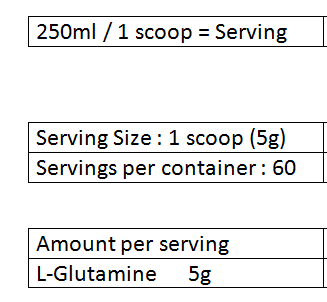 250ml / 1 scoop = Serving
Serving Size : 1 scoop (5g)
Servings per container : 60
Amount per serving
L-Glutamine 5g